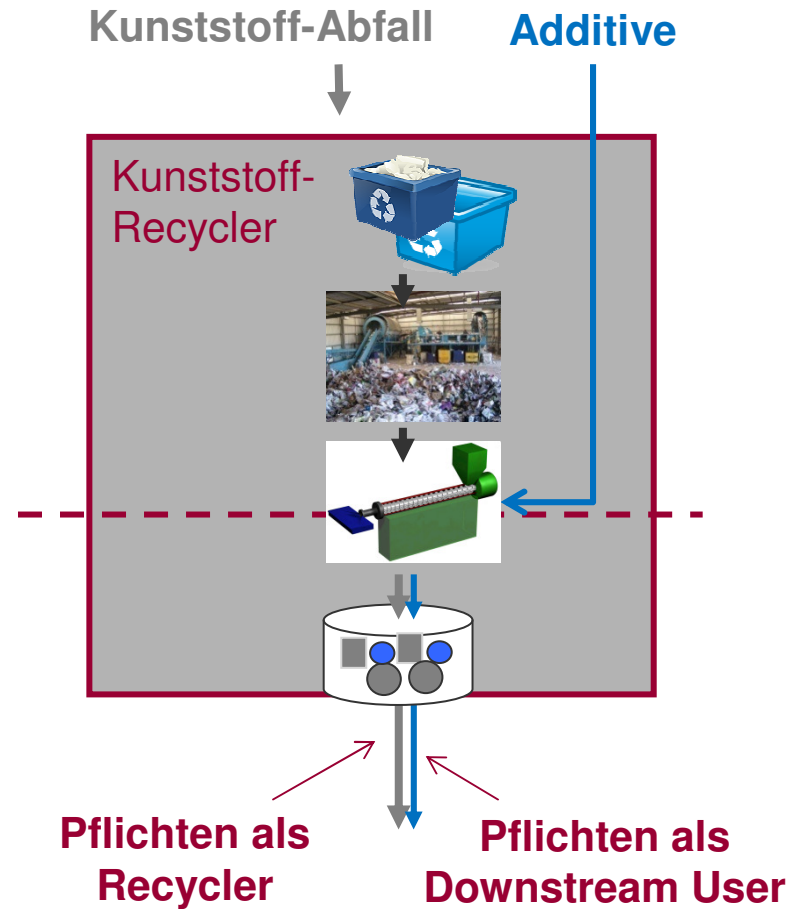 Kunststoff-Abfall
Additive
Kunststoff-
Recycler
Pflichten als
Recycler
Pflichten als
Downstream User